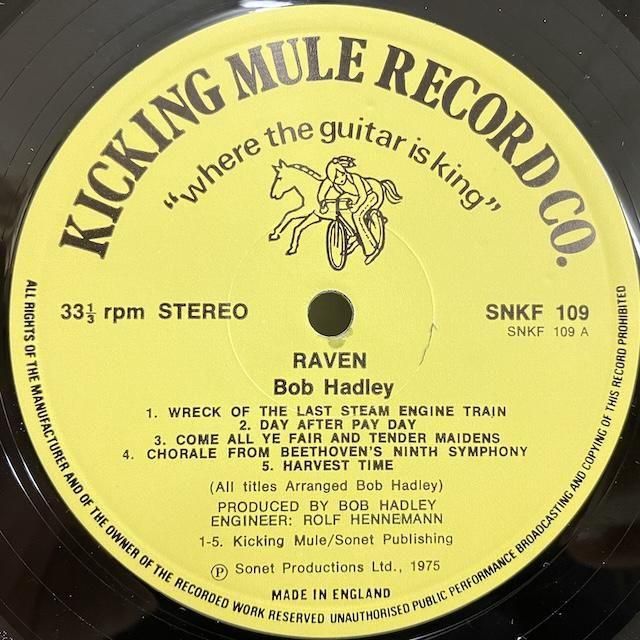 KICKING MULE RECORD CO.
"where the guitar is king"
33⅓ rpm STEREO
SNKF 109
SNKF 109 A
RAVEN
Bob Hadley
1. WRECK OF THE LAST STEAM ENGINE TRAIN
2. DAY AFTER PAY DAY
3. COME ALL YE FAIR AND TENDER MAIDENS
4. CHORALE FROM BEETHOVEN'S NINTH SYMPHONY
5. HARVEST TIME
(All titles Arranged Bob Hadley)
PRODUCED BY BOB HADLEY
ENGINEER: ROLF HENNEMANN
1-5. Kicking Mule/Sonet Publishing
Ⓟ Sonet Productions Ltd., 1975
MADE IN ENGLAND
ALL RIGHTS OF THE MANUFACTURER AND OF THE OWNER OF THE RECORDED WORK RESERVED UNAUTHORISED PUBLIC PERFORMANCE BROADCASTING AND COPYING OF THIS RECORD PROHIBITED